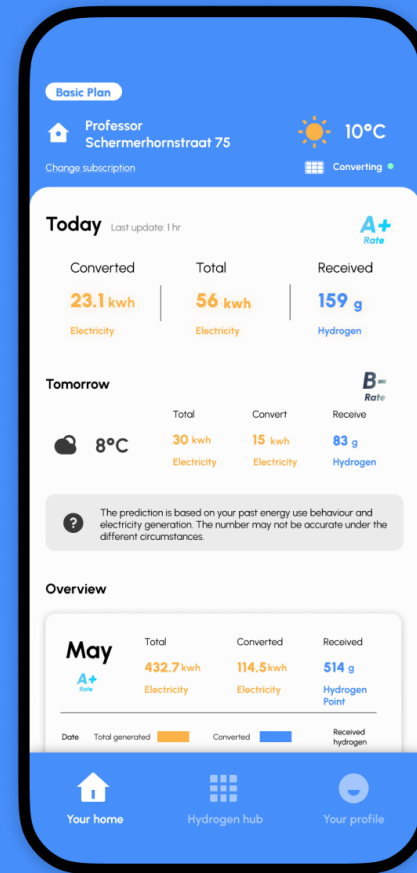 Basic Plan
Professor
Schermerhornstraat 75
10°C
Change subscription
Converting
Today Last update: 1 hr
A+
Rate
Converted Total Received
23.1 kwh 56 kwh 159 g
Electricity Electricity Hydrogen
Tomorrow
B-
Rate
Total Convert Receive
8°C
30 kwh 15 kwh 83 g
Electricity Electricity Hydrogen
?
The prediction is based on your past energy use behaviour and
electricity generation. The number may not be accurate under the
different circumstances.
Overview
May
A+
Rate
Total Converted Received
432.7 kwh 114.5 kwh 514 g
Electricity Electricity Hydrogen
Point
Date Total generated Converted Received
hydrogen
Your home Hydrogen hub Your profile